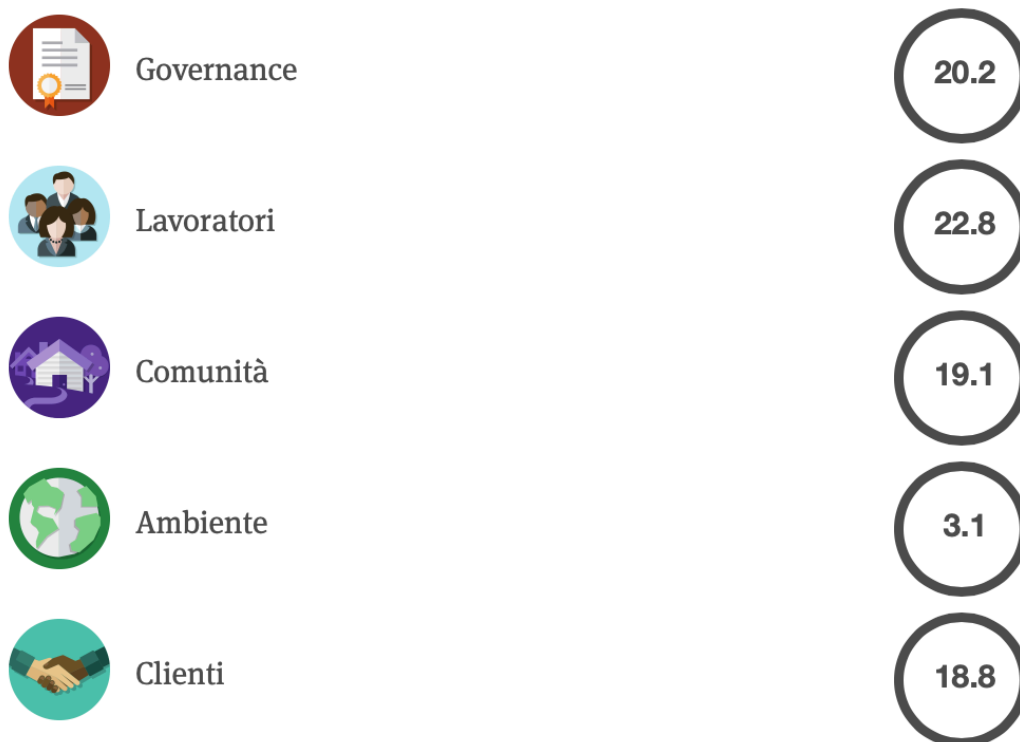 Governance
20.2
Lavoratori
22.8
Comunità
19.1
Ambiente
3.1
Clienti
18.8